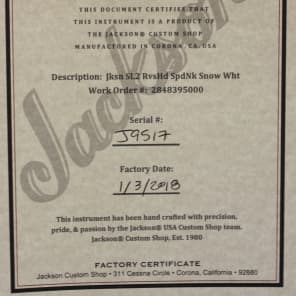 THIS DOCUMENT CERTIFIES THAT
THIS INSTRUMENT IS A PRODUCT OF
THE JACKSON® CUSTOM SHOP
MANUFACTURED IN CORONA, CA, USA
Jackson
Description: Jksn SL2 RvsHd SpdNk Snow Wht
Work Order #: 2848395000
Serial #:
J9517
Factory Date:
1/3/2018
This instrument has been hand crafted with precision,
pride, & passion by the Jackson® USA Custom Shop team.
Jackson® Custom Shop, Est. 1980
FACTORY CERTIFICATE
Jackson Custom Shop • 311 Cessna Circle • Corona, California • 92880